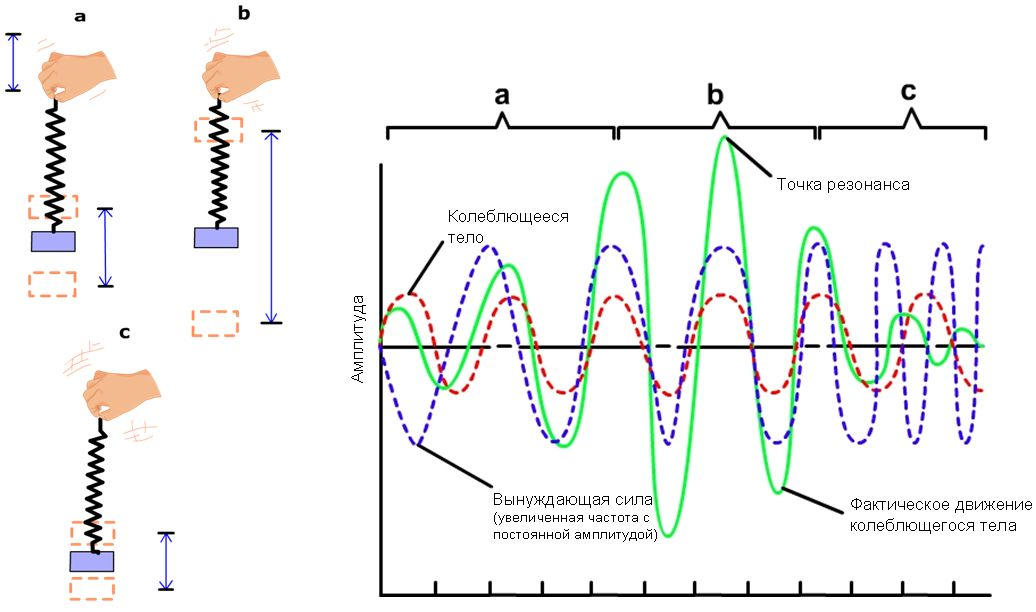 a
b
c
a
b
c
Точка резонанса
Колеблющееся
тело
Амплитуда
Вынуждающая сила
(увеличенная частота с
постоянной амплитудой)
Фактическое движение
колеблющегося тела